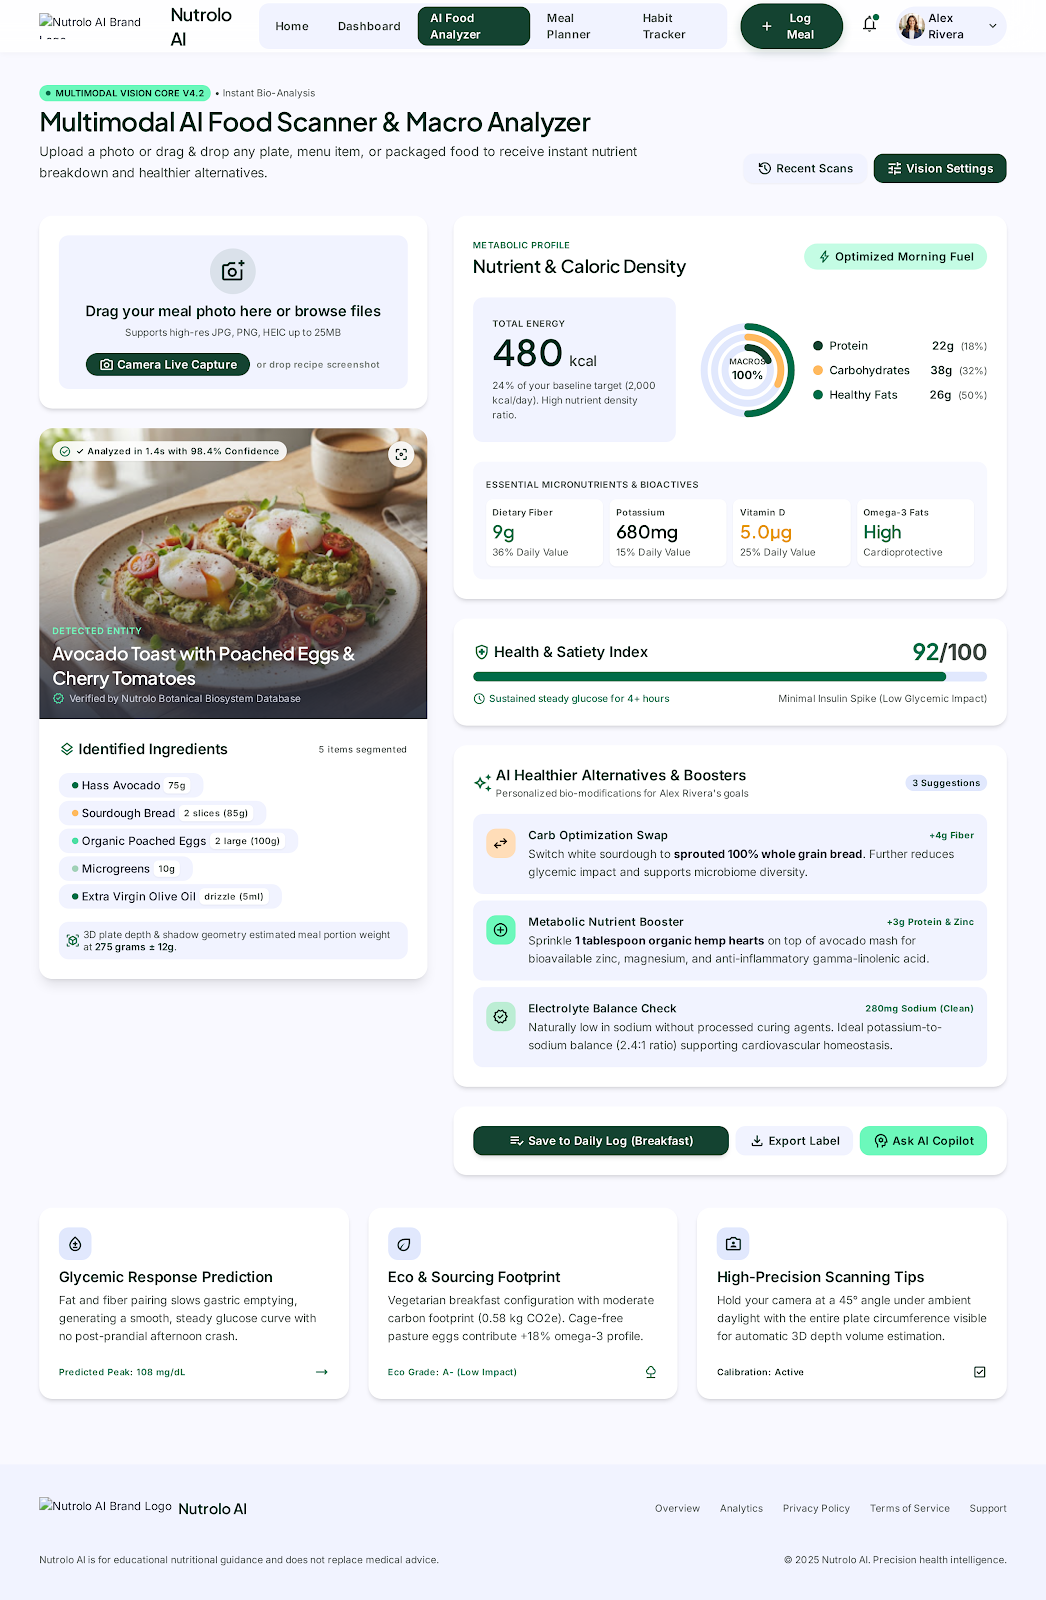 Nutrolo AI Brand
Nutrolo
AI
Home
Dashboard
AI Food
Analyzer
Meal
Planner
Habit
Tracker
Log
Meal
Alex
Rivera
MULTIMODAL VISION CORE V4.2 • Instant Bio-Analysis
Multimodal AI Food Scanner & Macro Analyzer
Upload a photo or drag & drop any plate, menu item, or packaged food to receive instant nutrient
breakdown and healthier alternatives.
Recent Scans
Vision Settings
Drag your meal photo here or browse files
Supports high-res JPG, PNG, HEIC up to 25MB
Camera Live Capture
or drop recipe screenshot
✓ Analyzed in 1.4s with 98.4% Confidence
DETECTED ENTITY
Avocado Toast with Poached Eggs &
Cherry Tomatoes
Verified by Nutrolo Botanical Biosystem Database
Identified Ingredients
5 items segmented
Hass Avocado 75g
Sourdough Bread 2 slices (85g)
Organic Poached Eggs 2 large (100g)
Microgreens 10g
Extra Virgin Olive Oil drizzle (5ml)
3D plate depth & shadow geometry estimated meal portion weight
at 275 grams ± 12g.
METABOLIC PROFILE
Nutrient & Caloric Density
Optimized Morning Fuel
TOTAL ENERGY
480 kcal
24% of your baseline target (2,000
kcal/day). High nutrient density
ratio.
MACROS
100%
Protein 22g (18%)
Carbohydrates 38g (32%)
Healthy Fats 26g (50%)
ESSENTIAL MICRONUTRIENTS & BIOACTIVES
Dietary Fiber
9g
36% Daily Value
Potassium
680mg
15% Daily Value
Vitamin D
5.0µg
25% Daily Value
Omega-3 Fats
High
Cardioprotective
Health & Satiety Index
92/100
Sustained steady glucose for 4+ hours
Minimal Insulin Spike (Low Glycemic Impact)
AI Healthier Alternatives & Boosters
Personalized bio-modifications for Alex Rivera's goals
3 Suggestions
Carb Optimization Swap
+4g Fiber
Switch white sourdough to sprouted 100% whole grain bread. Further reduces
glycemic impact and supports microbiome diversity.
Metabolic Nutrient Booster
+3g Protein & Zinc
Sprinkle 1 tablespoon organic hemp hearts on top of avocado mash for
bioavailable zinc, magnesium, and anti-inflammatory gamma-linolenic acid.
Electrolyte Balance Check
280mg Sodium (Clean)
Naturally low in sodium without processed curing agents. Ideal potassium-to-
sodium balance (2.4:1 ratio) supporting cardiovascular homeostasis.
Save to Daily Log (Breakfast)
Export Label
Ask AI Copilot
Glycemic Response Prediction
Fat and fiber pairing slows gastric emptying,
generating a smooth, steady glucose curve with
no post-prandial afternoon crash.
Predicted Peak: 108 mg/dL
Eco & Sourcing Footprint
Vegetarian breakfast configuration with moderate
carbon footprint (0.58 kg CO2e). Cage-free
pasture eggs contribute +18% omega-3 profile.
Eco Grade: A- (Low Impact)
High-Precision Scanning Tips
Hold your camera at a 45° angle under ambient
daylight with the entire plate circumference visible
for automatic 3D depth volume estimation.
Calibration: Active
Nutrolo AI Brand Logo
Nutrolo AI
Overview
Analytics
Privacy Policy
Terms of Service
Support
Nutrolo AI is for educational nutritional guidance and does not replace medical advice.
© 2025 Nutrolo AI. Precision health intelligence.